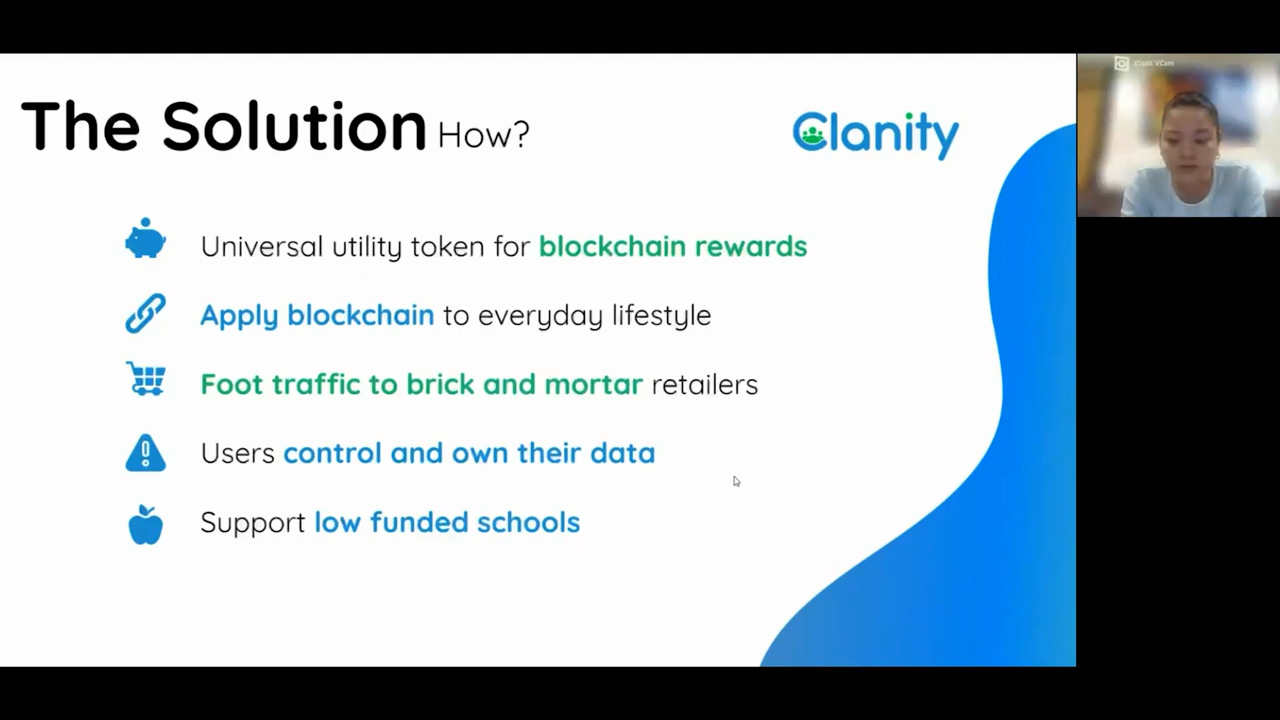 The Solution How?
Clanity
Universal utility token for blockchain rewards
Apply blockchain to everyday lifestyle
Foot traffic to brick and mortar retailers
Users control and own their data
Support low funded schools